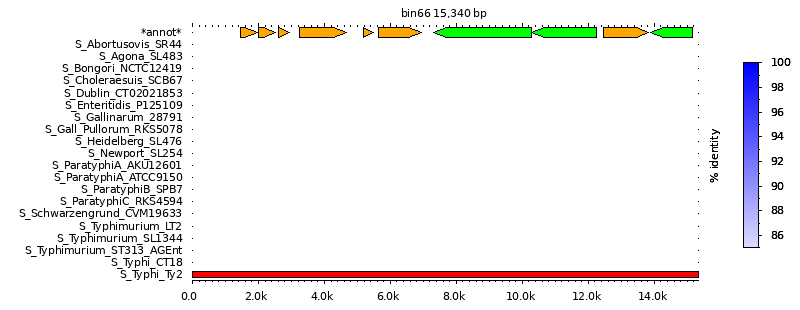 bin66 15,340 bp
*annot*
S_Abortusovis_SR44
S_Agona_SL483
S_Bongori_NCTC12419
S_Choleraesuis_SCB67
S_Dublin_CT02021853
S_Enteritidis_P125109
S_Gallinarum_28791
S_Gall_Pullorum_RKS5078
S_Heidelberg_SL476
S_Newport_SL254
S_ParatyphiA_AKU12601
S_ParatyphiA_ATCC9150
S_ParatyphiB_SPB7
S_ParatyphiC_RKS4594
S_Schwarzengrund_CVM19633
S_Typhimurium_LT2
S_Typhimurium_SL1344
S_Typhimurium_ST313_AGEnt
S_Typhi_CT18
S_Typhi_Ty2
0.0 2.0k 4.0k 6.0k 8.0k 10.0k 12.0k 14.0k
% identity
100
98
96
94
92
90
88
86